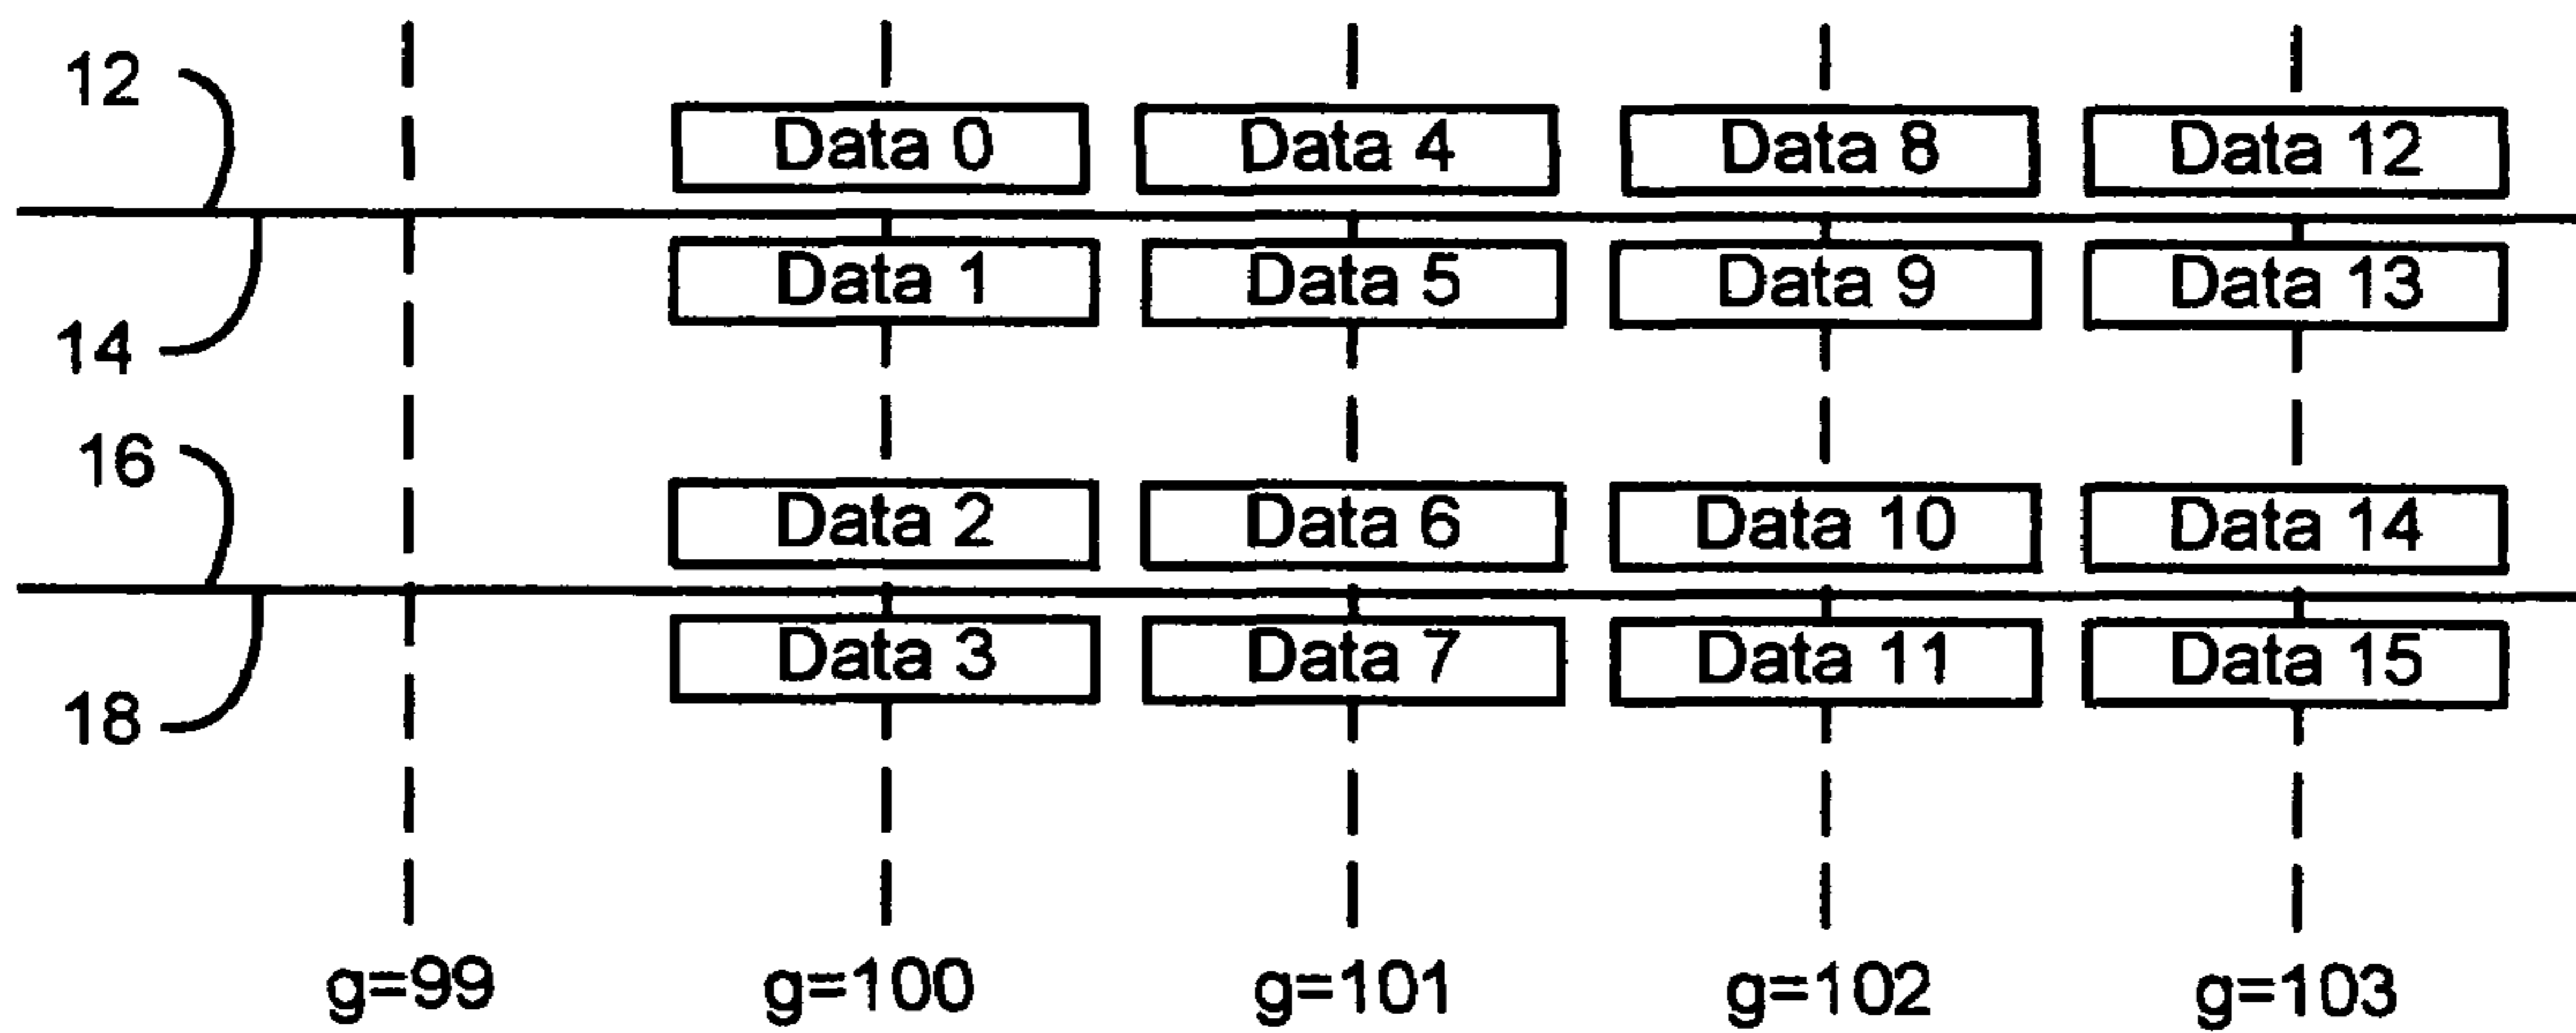 12
Data 0 Data 4 Data 8 Data 12
Data 1 Data 5 Data 9 Data 13
14
16
Data 2 Data 6 Data 10 Data 14
Data 3 Data 7 Data 11 Data 15
18
g=99 g=100 g=101 g=102 g=103